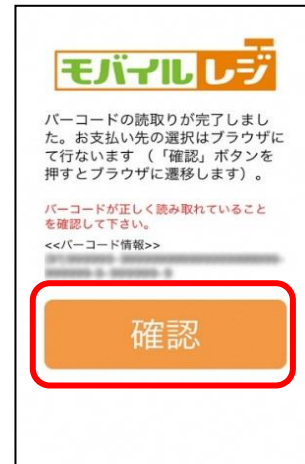 モバイルレジ
バーコードの読取りが完了しまし
た。お支払い先の選択はブラウザに
て行ないます （「確認」ボタンを
押すとブラウザに遷移します）。
バーコードが正しく読み取れていること
を確認して下さい。
<<バーコード情報>>
確認